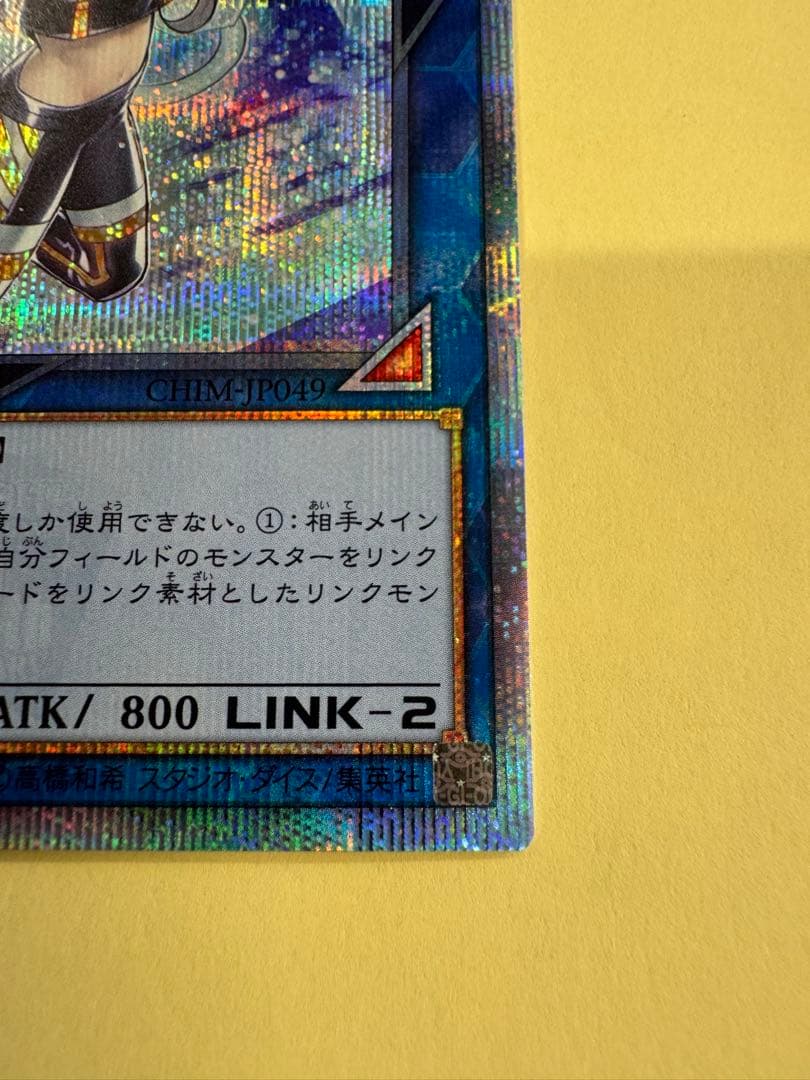 CHIM-JP049
度しか使用できない。①：相手メイン
自分フィールドのモンスターをリンク
ードをリンク素材としたリンクモン
ATK/ 800 LINK-2
高橋和希 スタジオ・ダイス/集英社